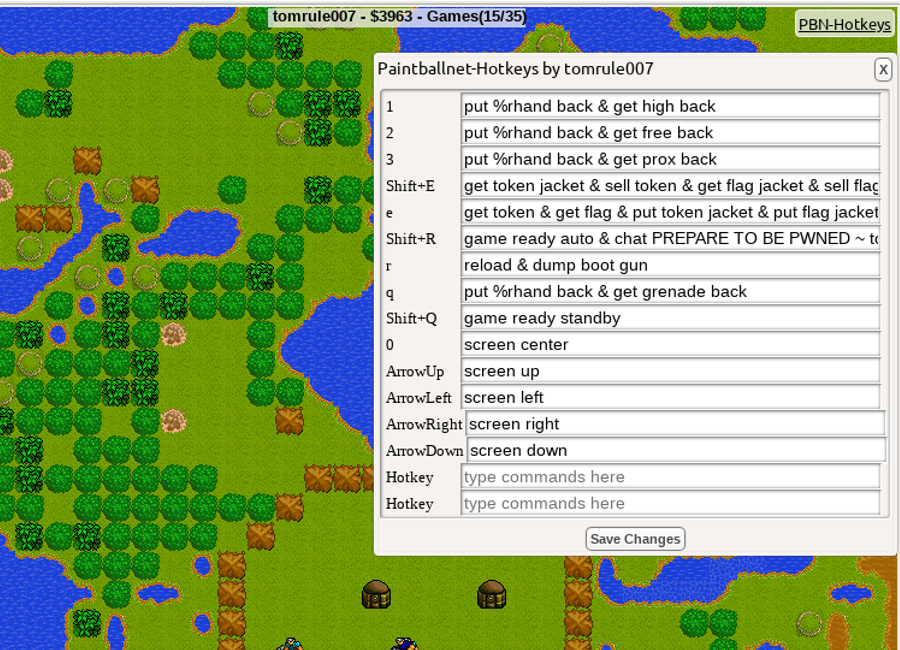 tomrule007 - $3963 - Games(15/35)
PBN-Hotkeys
Paintballnet-Hotkeys by tomrule007 X
1 put %rhand back & get high back
2 put %rhand back & get free back
3 put %rhand back & get prox back
Shift+E get token jacket & sell token & get flag jacket & sell flag
e get token & get flag & put token jacket & put flag jacket
Shift+R game ready auto & chat PREPARE TO BE PWNED ~ to
r reload & dump boot gun
q put %rhand back & get grenade back
Shift+Q game ready standby
0 screen center
ArrowUp screen up
ArrowLeft screen left
ArrowRight screen right
ArrowDown screen down
Hotkey type commands here
Hotkey type commands here
Save Changes